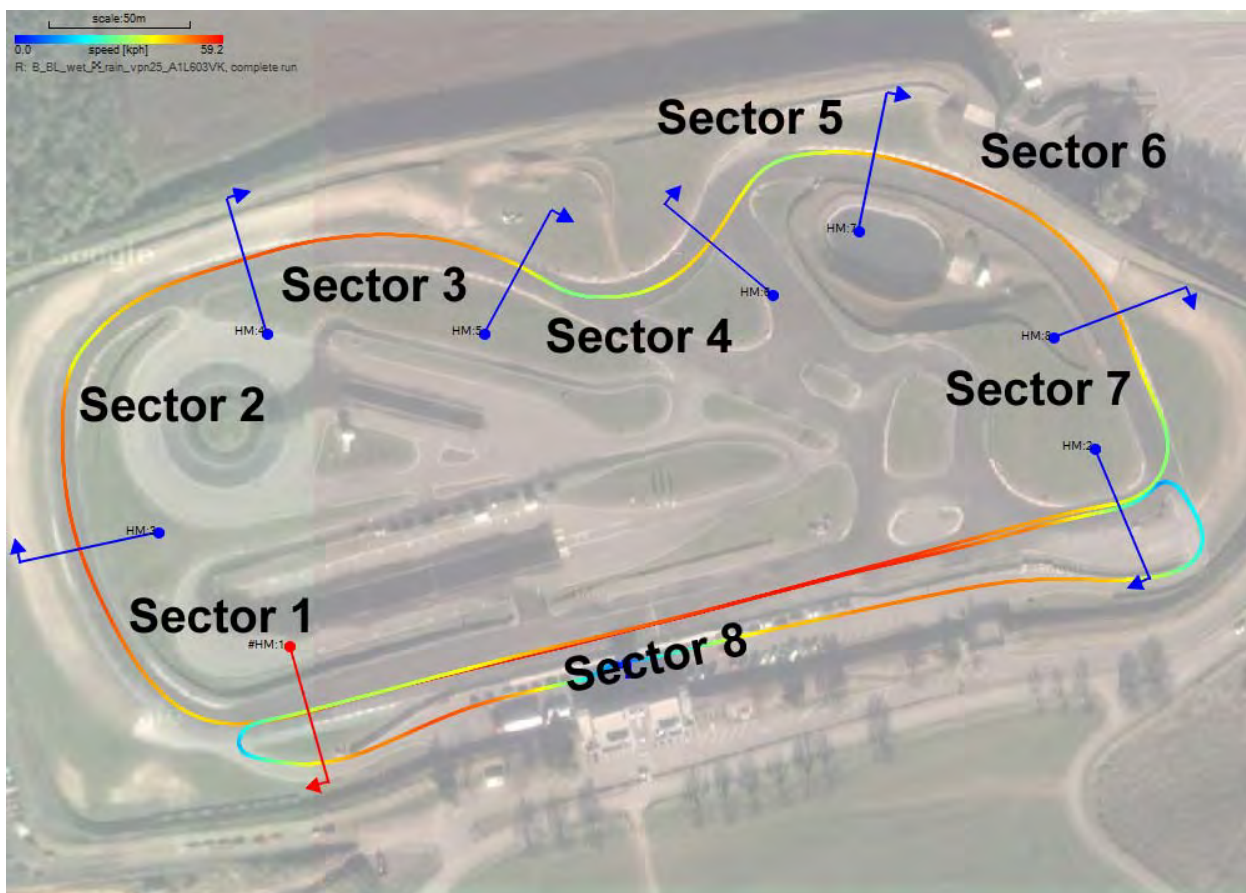 scale:50m
0.0 speed [kph] 59.2
complete run
Sector 5
Sector 6
HM:7
Sector 3
HM:6
HM:4
HM:5
Sector 4
HM:8
Sector 2
Sector 7
HM:2
HM:3
Sector 1
#HM:1
Sector 8